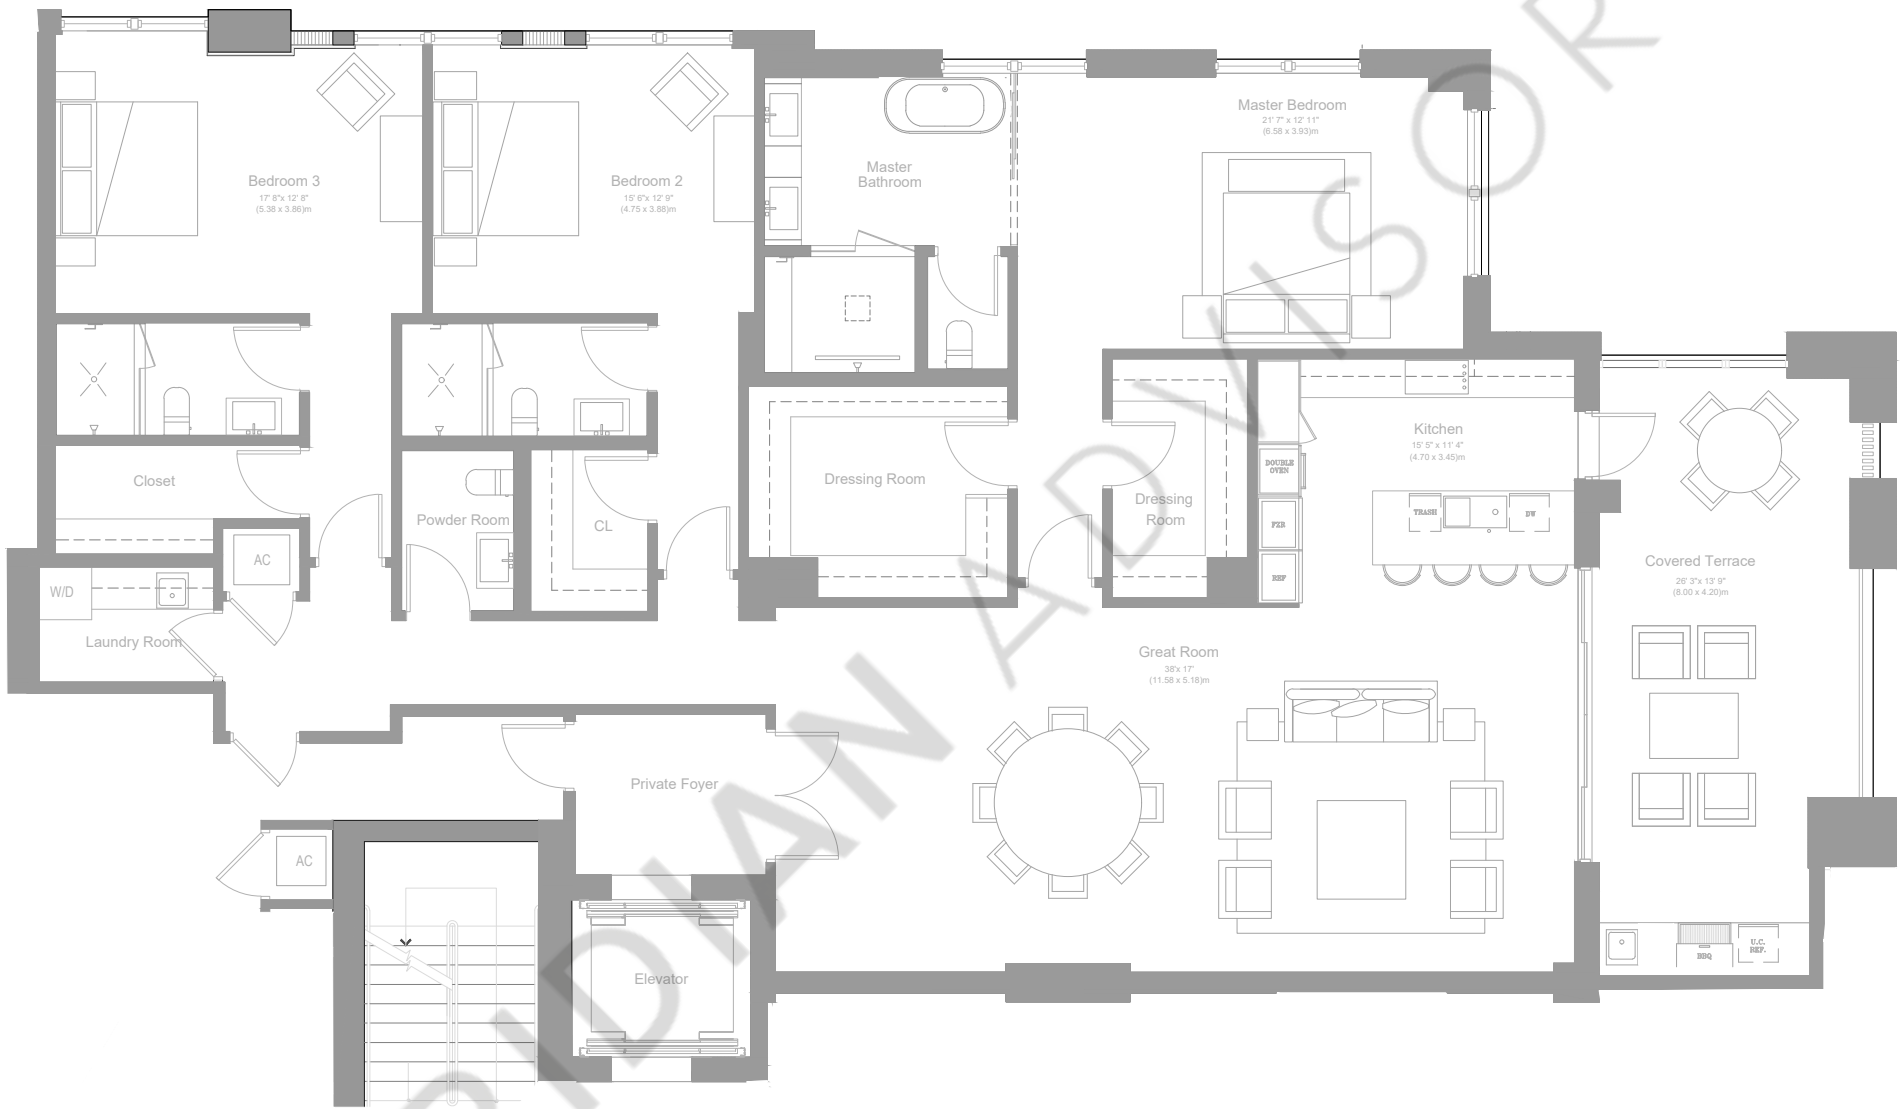 Master Bedroom
21' 7" x 12' 11"
(6.58 x 3.93)m
Master
Bathroom
Bedroom 3
17' 8"x 12' 8"
(5.38 x 3.86)m
Bedroom 2
15' 6"x 12' 9"
(4.75 x 3.88)m
Kitchen
15' 5" x 11' 4"
(4.70 x 3.45)m
DOUBLE
OVEN
Closet
Dressing Room
Dressing
Room
Powder Room
CL
FZR
TRASH
DW
AC
REF
Covered Terrace
26' 3"x 13' 9"
(8.00 x 4.20)m
W/D
Laundry Room
Great Room
38'x 17'
(11.58 x 5.18)m
Private Foyer
AC
Elevator
BBQ
U.C.
REF.
RIDIAN ADVISOR